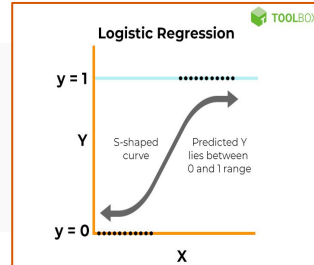 TOOLBOX
Logistic Regression
y = 1
Y
S-shaped
curve
Predicted Y
lies between
0 and 1 range
y = 0
X